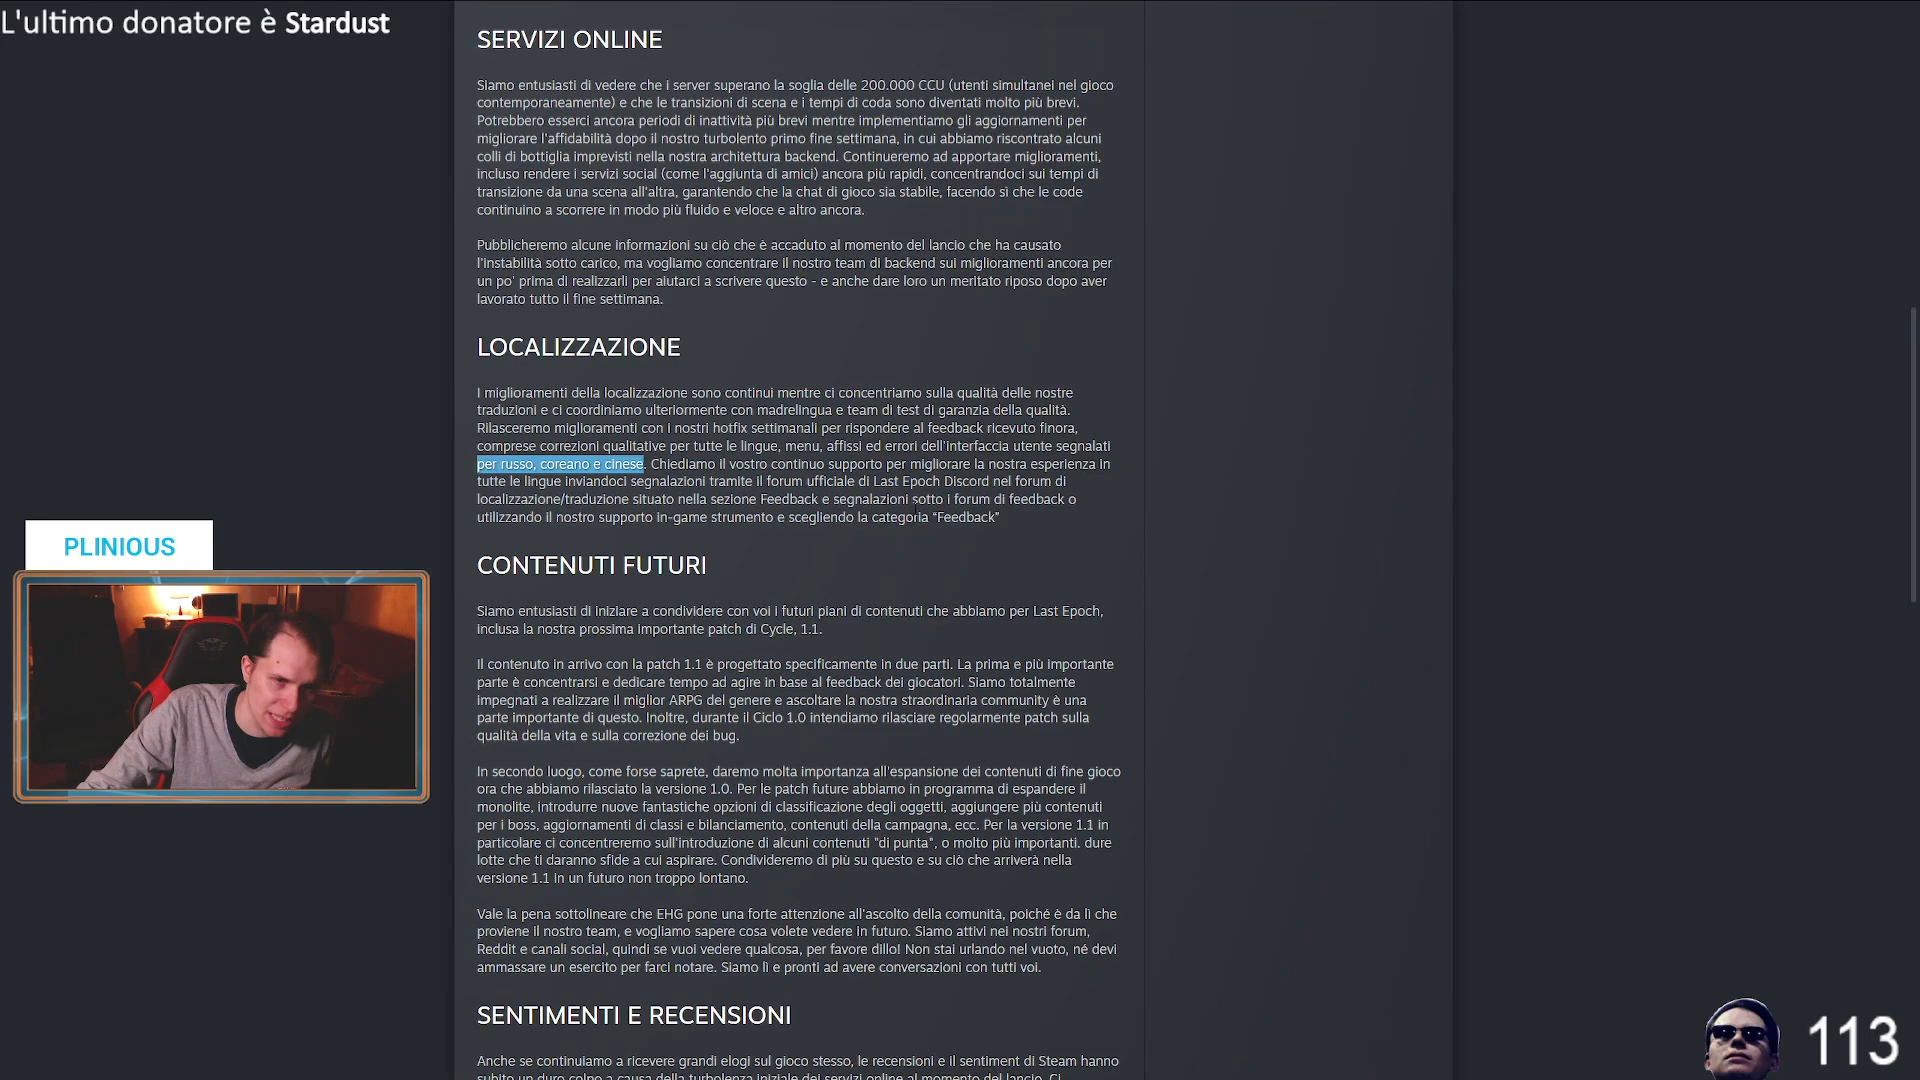 L'ultimo donatore è Stardust
SERVIZI ONLINE
Siamo entusiasti di vedere che i server superano la soglia delle 200.000 CCU (utenti simultanei nel gioco
contemporaneamente) e che le transizioni di scena e i tempi di coda sono diventati molto più brevi.
Potrebbero esserci ancora periodi di inattività più brevi mentre implementiamo gli aggiornamenti per
migliorare l'affidabilità dopo il nostro turbolento primo fine settimana, in cui abbiamo riscontrato alcuni
colli di bottiglia imprevisti nella nostra architettura backend. Continueremo ad apportare miglioramenti,
incluso rendere i servizi social (come l'aggiunta di amici) ancora più rapidi, concentrandoci sui tempi di
transizione da una scena all'altra, garantendo che la chat di gioco sia stabile, facendo sì che le code
continuino a scorrere in modo più fluido e veloce e altro ancora.
Pubblicheremo alcune informazioni su ciò che è accaduto al momento del lancio che ha causato
l'instabilità sotto carico, ma vogliamo concentrare il nostro team di backend sui miglioramenti ancora per
un po' prima di realizzarli per aiutarci a scrivere questo - e anche dare loro un meritato riposo dopo aver
lavorato tutto il fine settimana.
LOCALIZZAZIONE
I miglioramenti della localizzazione sono continui mentre ci concentriamo sulla qualità delle nostre
traduzioni e ci coordiniamo ulteriormente con madrelingua e team di test di garanzia della qualità.
Rilasceremo miglioramenti con i nostri hotfix settimanali per rispondere al feedback ricevuto finora,
comprese correzioni qualitative per tutte le lingue, menu, affissi ed errori dell'interfaccia utente segnalati
per russo, coreano e cinese. Chiediamo il vostro continuo supporto per migliorare la nostra esperienza in
tutte le lingue inviandoci segnalazioni tramite il forum ufficiale di Last Epoch Discord nel forum di
localizzazione/traduzione situato nella sezione Feedback e segnalazioni sotto i forum di feedback o
utilizzando il nostro supporto in-game strumento e scegliendo la categoria “Feedback”
CONTENUTI FUTURI
Siamo entusiasti di iniziare a condividere con voi i futuri piani di contenuti che abbiamo per Last Epoch,
inclusa la nostra prossima importante patch di Cycle, 1.1.
Il contenuto in arrivo con la patch 1.1 è progettato specificamente in due parti. La prima e più importante
parte è concentrarsi e dedicare tempo ad agire in base al feedback dei giocatori. Siamo totalmente
impegnati a realizzare il miglior ARPG del genere e ascoltare la nostra straordinaria community è una
parte importante di questo. Inoltre, durante il Ciclo 1.0 intendiamo rilasciare regolarmente patch sulla
qualità della vita e sulla correzione dei bug.
In secondo luogo, come forse saprete, daremo molta importanza all'espansione dei contenuti di fine gioco
ora che abbiamo rilasciato la versione 1.0. Per le patch future abbiamo in programma di espandere il
monolite, introdurre nuove fantastiche opzioni di classificazione degli oggetti, aggiungere più contenuti
per i boss, aggiornamenti di classi e bilanciamento, contenuti della campagna, ecc. Per la versione 1.1 in
particolare ci concentreremo sull'introduzione di alcuni contenuti "di punta", o molto più importanti. dure
lotte che ti daranno sfide a cui aspirare. Condivideremo di più su questo e su ciò che arriverà nella
versione 1.1 in un futuro non troppo lontano.
Vale la pena sottolineare che EHG pone una forte attenzione all'ascolto della comunità, poiché è da lì che
proviene il nostro team, e vogliamo sapere cosa volete vedere in futuro. Siamo attivi nei nostri forum,
Reddit e canali social, quindi se vuoi vedere qualcosa, per favore dillo! Non stai urlando nel vuoto, né devi
ammassare un esercito per farci notare. Siamo lì e pronti ad avere conversazioni con tutti voi.
SENTIMENTI E RECENSIONI
Anche se continuiamo a ricevere grandi elogi sul gioco stesso, le recensioni e il sentiment di Steam hanno
subito un duro colpo a causa della turbolenza iniziale dei servizi online al momento del lancio. Ci
PLINIOUS
113